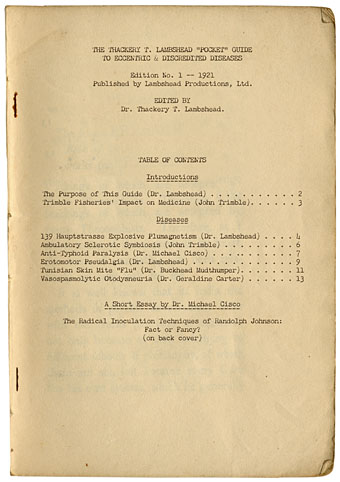 THE THACKERY T. LAMBSHEAD "POCKET" GUIDE
TO ECCENTRIC & DISCREDITED DISEASES
Edition No. 1 -- 1921
Published by Lambshead Productions, Ltd.
EDITED BY
Dr. Thackery T. Lambshead.
TABLE OF CONTENTS
Introductions
The Purpose of This Guide (Dr. Lambshead) . . . . . . . . . . . 2
Trimble Fisheries' Impact on Medicine (John Trimble). . . . . . 3
Diseases
139 Hauptstrasse Explosive Plumagnetism (Dr. Lambshead) . . . . 4
Ambulatory Sclerotic Symbiosis (John Trimble) . . . . . . . . . 6
Anti-Typhoid Paralysis (Dr. Michael Cisco) . . . . . . . . . . 7
Erotomotor Pseudalgia (Dr. Lambshead) . . . . . . . . . . . . . 9
Tunisian Skin Mite "Flu" (Dr. Buckhead Mudthumper). . . . . . . 11
Vasospasmolytic Otodysneuria (Dr. Geraldine Carter) . . . . . . 13
A Short Essay by Dr. Michael Cisco
The Radical Inoculation Techniques of Randolph Johnson:
Fact or Fancy?
(on back cover)